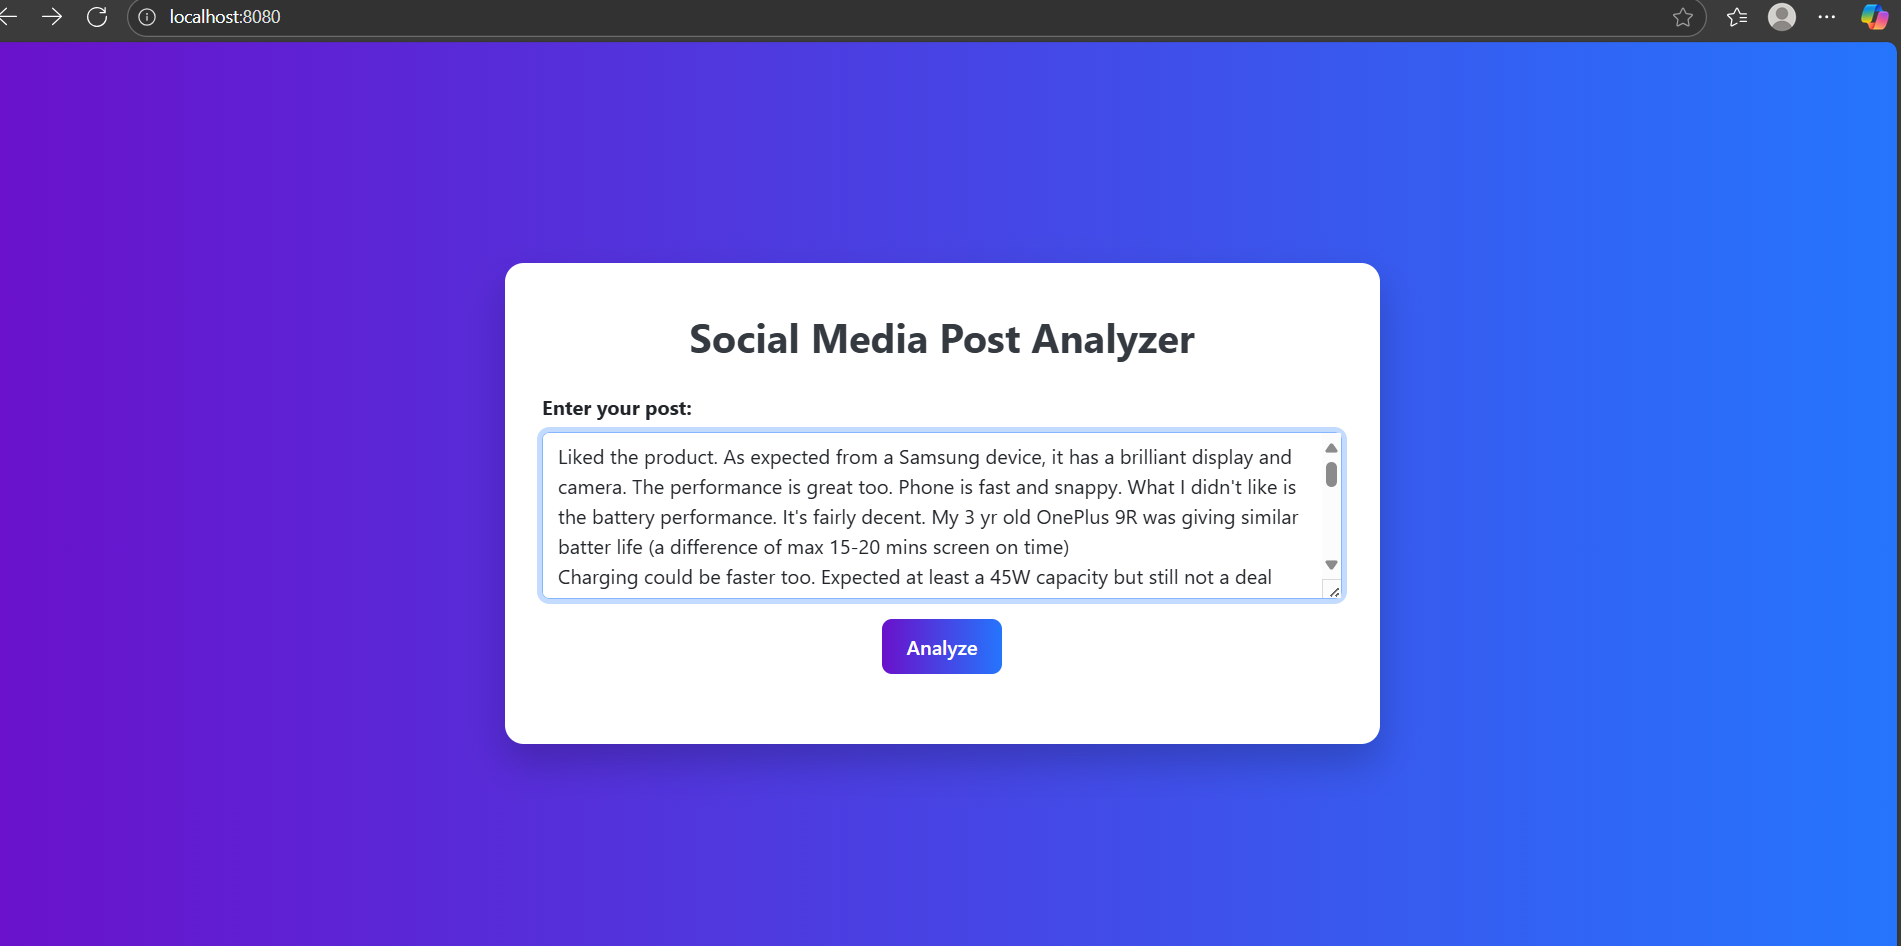 localhost:8080
Social Media Post Analyzer
Enter your post:
Liked the product. As expected from a Samsung device, it has a brilliant display and
camera. The performance is great too. Phone is fast and snappy. What I didn't like is
the battery performance. It's fairly decent. My 3 yr old OnePlus 9R was giving similar
batter life (a difference of max 15-20 mins screen on time)
Charging could be faster too. Expected at least a 45W capacity but still not a deal
Analyze